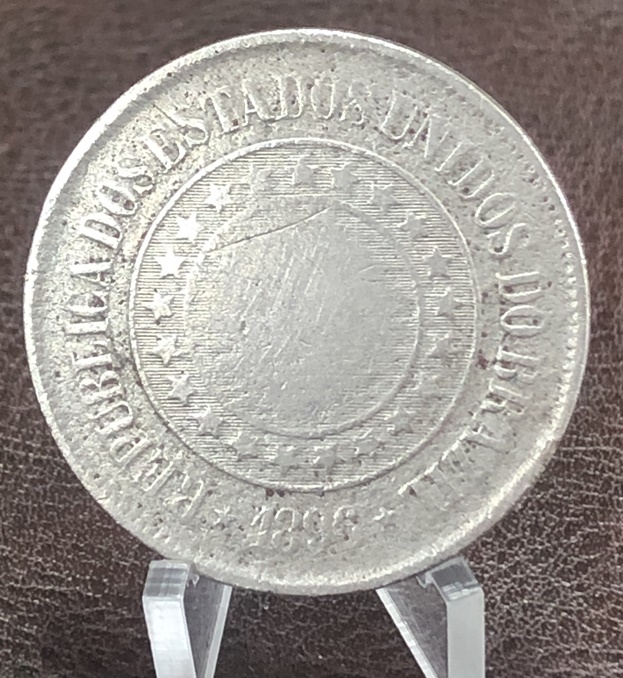 REPUBLICA DOS ESTADOS UNIDOS DO BRAZIL
★ 1896 ★